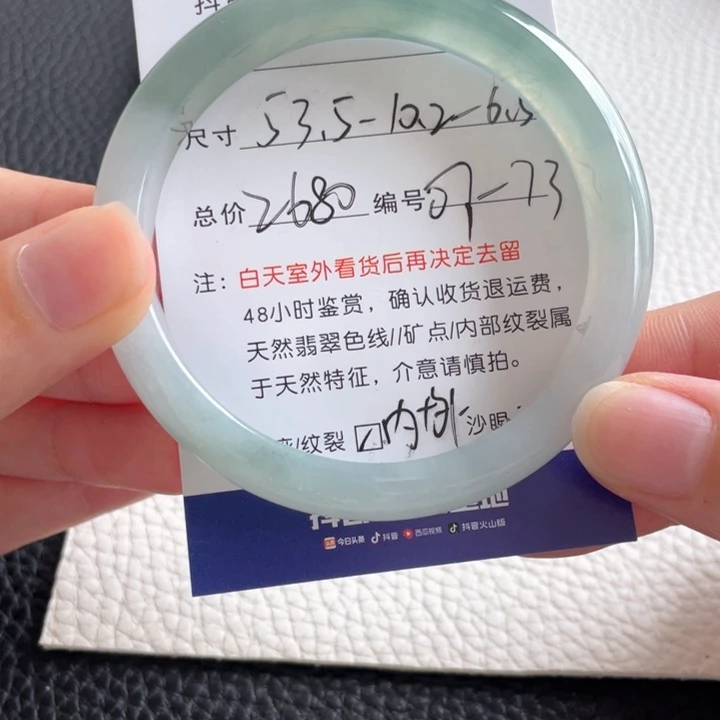 尺寸 53.5-10.2-6.5
总价 2680 编号 07-73
注：白天室外看货后再决定去留
48小时鉴赏，确认收货退运费，
天然翡翠色线//矿点/内部纹裂属
于天然特征，介意请慎拍。
/纹裂 内 沙眼
今日头条 抖音 西瓜视频 抖音火山版